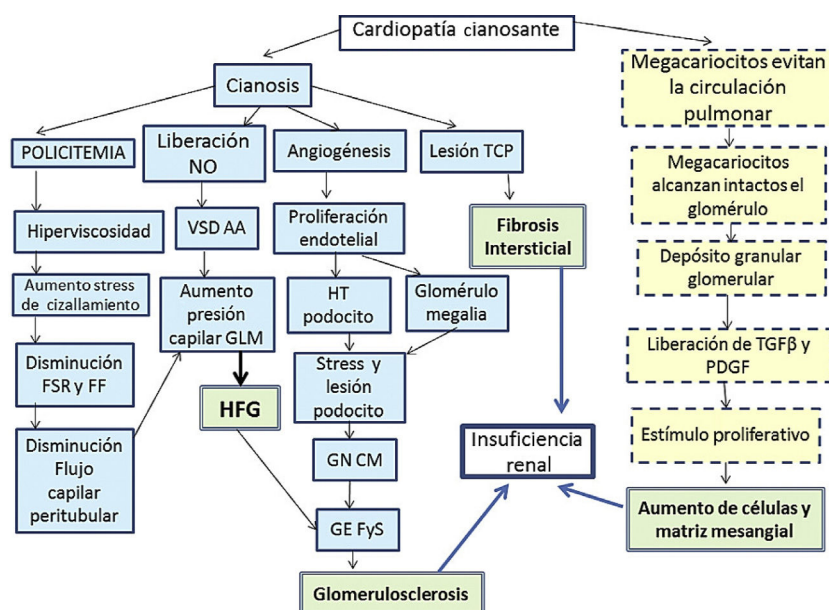 Cardiopatía cianosante
Cianosis
POLICITEMIA
Hiperviscosidad
Aumento stress
de cizallamiento
Disminución
FSR y FF
Disminución
Flujo
capilar
peritubular
Liberación
NO
VSD AA
Aumento
presión
capilar GLM
HFG
Angiogénesis
Proliferación
endotelial
HT
podocito
Glomérulo
megalia
Stress y
lesión
podocito
GN CM
GE FyS
Glomerulosclerosis
Lesión TCP
Fibrosis
Intersticial
Insuficiencia
renal
Megacariocitos evitan
la circulación
pulmonar
Megacariocitos
alcanzan intactos el
glomérulo
Depósito granular
glomerular
Liberación de TGFβ y
PDGF
Estímulo proliferativo
Aumento de células y
matriz mesangial